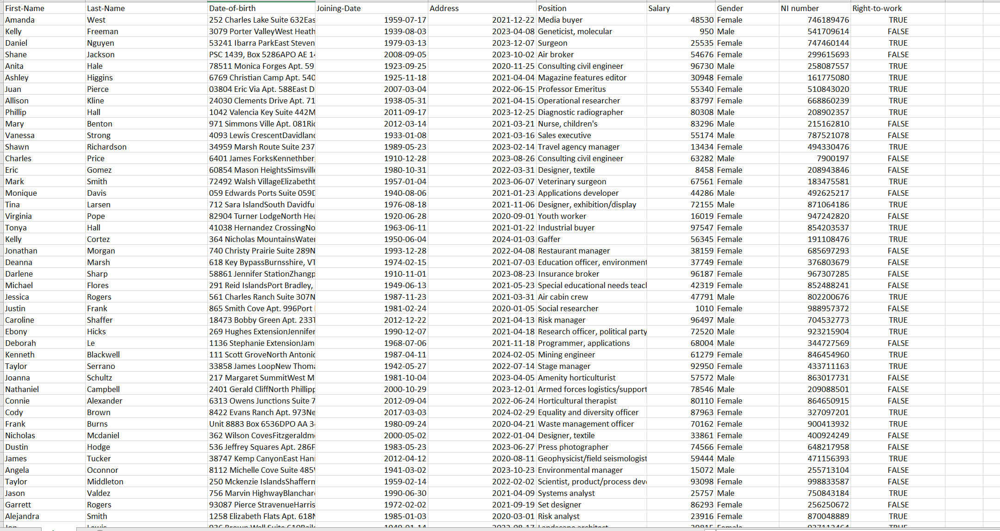 First-Name Last-Name Date-of-birth Joining-Date Address Position Salary Gender NI number Right-to-work
Amanda West 252 Charles Lake Suite 632Eas 1959-07-17 2021-12-22 Media buyer 48530 Female 746189476 TRUE
Kelly Freeman 3079 Porter ValleyWest Heath 1939-08-03 2023-04-08 Geneticist, molecular 950 Male 541709614 FALSE
Daniel Nguyen 53241 Ibarra ParkEast Steven 1979-03-13 2023-12-07 Surgeon 25535 Female 747460144 TRUE
Shane Jackson PSC 1439, Box 5286APO AE 14 2008-09-05 2023-10-02 Air broker 54676 Female 299615693 FALSE
Anita Hale 78511 Monica Forges Apt. 59 1923-09-25 2020-11-25 Consulting civil engineer 96730 Male 258087557 TRUE
Ashley Higgins 6769 Christian Camp Apt. 540 1925-11-18 2021-04-04 Magazine features editor 30948 Female 161775080 TRUE
Juan Pierce 03804 Eric Via Apt. 588East D 2007-03-04 2022-06-15 Professor Emeritus 55340 Female 510843020 TRUE
Allison Kline 24030 Clements Drive Apt. 71 1938-05-31 2021-04-15 Operational researcher 83797 Female 668860239 TRUE
Phillip Hall 1042 Valencia Key Suite 442M 2011-09-17 2023-12-25 Diagnostic radiographer 80308 Male 208902357 TRUE
Mary Benton 971 Simmons Ville Apt. 081Ric 2012-03-14 2021-03-21 Nurse, children's 83296 Male 215162810 FALSE
Vanessa Strong 4093 Lewis CrescentDavidland 1933-01-08 2021-03-16 Sales executive 55174 Male 787521078 FALSE
Shawn Richardson 34959 Marsh Route Suite 237 1989-05-23 2023-02-14 Travel agency manager 13434 Female 494330476 TRUE
Charles Price 6401 James ForksKennethber 1910-12-28 2023-08-26 Consulting civil engineer 63282 Male 7900197 FALSE
Eric Gomez 60854 Mason HeightsSimsville 1980-10-31 2022-03-31 Designer, textile 8458 Female 208943846 FALSE
Mark Smith 72492 Walsh VillageElizabetht 1957-01-04 2023-06-07 Veterinary surgeon 67561 Female 183475581 TRUE
Monique Davis 059 Edwards Ports Suite 059D 1940-08-06 2021-01-23 Applications developer 44286 Male 492625217 FALSE
Tina Larsen 712 Sara IslandSouth Davidfu 1976-08-18 2021-11-06 Designer, exhibition/display 72155 Male 871064186 TRUE
Virginia Pope 82904 Turner LodgeNorth Hea 1920-06-28 2020-09-01 Youth worker 16019 Female 947242820 FALSE
Tonya Hall 41038 Hernandez CrossingNo 1963-06-11 2021-01-22 Industrial buyer 97547 Female 854203537 TRUE
Kelly Cortez 364 Nicholas MountainsWater 1950-06-04 2024-01-03 Gaffer 56345 Female 191108476 TRUE
Jonathan Morgan 740 Christy Prairie Suite 289N 1993-12-28 2022-04-08 Restaurant manager 38159 Female 685697293 FALSE
Deanna Marsh 618 Key BypassBurnsshire, VT 1974-02-15 2021-07-03 Education officer, environment 37749 Female 376803679 FALSE
Darlene Sharp 58861 Jennifer StationZhangp 1910-11-01 2023-08-23 Insurance broker 96187 Female 967307285 FALSE
Michael Flores 291 Reid IslandsPort Bradley, 1949-06-13 2021-05-23 Special educational needs teacl 42319 Female 852488241 FALSE
Jessica Rogers 561 Charles Ranch Suite 307N 1987-11-23 2021-03-31 Air cabin crew 47791 Male 802200676 TRUE
Justin Frank 865 Smith Cove Apt. 996Port 1981-02-24 2020-01-05 Social researcher 1010 Female 988957372 FALSE
Caroline Shaffer 18473 Bobby Green Apt. 233T 2012-12-22 2021-04-13 Risk manager 96497 Male 704532773 TRUE
Ebony Hicks 269 Hughes ExtensionJennifer 1990-12-07 2021-04-18 Research officer, political party 72520 Male 923215904 TRUE
Deborah Le 1136 Stephanie ExtensionJam 1968-07-06 2021-11-18 Programmer, applications 68004 Male 344727569 FALSE
Kenneth Blackwell 111 Scott GroveNorth Antonio 1987-04-11 2024-02-05 Mining engineer 61279 Female 846454960 TRUE
Taylor Serrano 33858 James LoopNew Thoma 1942-05-27 2022-07-14 Stage manager 92950 Female 433711163 TRUE
Joanna Schultz 217 Margaret SummitWest M 1981-10-04 2023-04-05 Amenity horticulturist 57572 Male 863017731 FALSE
Nathaniel Campbell 2401 Gerald CliffNorth Phillipp 2000-10-29 2023-12-01 Armed forces logistics/support 78546 Male 209088501 FALSE
Connie Alexander 6313 Owens Junctions Suite 7 2012-09-04 2022-06-24 Horticultural therapist 80110 Female 864650915 FALSE
Cody Brown 8422 Evans Ranch Apt. 973Ne 2017-03-03 2024-02-29 Equality and diversity officer 87963 Female 327097201 TRUE
Frank Burns Unit 8883 Box 6536DPO AA 34 1980-09-24 2020-04-21 Waste management officer 70162 Female 900413932 TRUE
Nicholas Mcdaniel 362 Wilson CovesFitzgeraldm 2000-05-02 2022-01-04 Designer, textile 33861 Female 400924249 FALSE
Dustin Hodge 536 Jeffrey Squares Apt. 286F 1983-05-23 2023-06-27 Press photographer 74566 Female 648217958 FALSE
James Tucker 38747 Kemp CanyonEast Han 2012-04-12 2020-08-11 Geophysicist/field seismologist 59444 Male 471156393 TRUE
Angela Oconnor 8112 Michelle Cove Suite 485 1941-03-02 2023-10-23 Environmental manager 15072 Male 255713104 FALSE
Taylor Middleton 250 Mckenzie IslandsShafferm 1959-02-14 2022-02-02 Scientist, product/process deve 93098 Female 998833587 FALSE
Jason Valdez 756 Marvin HighwayBlanchar 1990-06-30 2021-04-09 Systems analyst 25757 Male 750843184 TRUE
Garrett Rogers 93087 Pierce StravenueHarris 1972-02-02 2021-09-19 Set designer 86293 Female 256250672 FALSE
Alejandra Smith 1258 Elizabeth Flats Apt. 618N 1985-01-03 2020-03-01 Risk analyst 23916 Female 870048889 TRUE